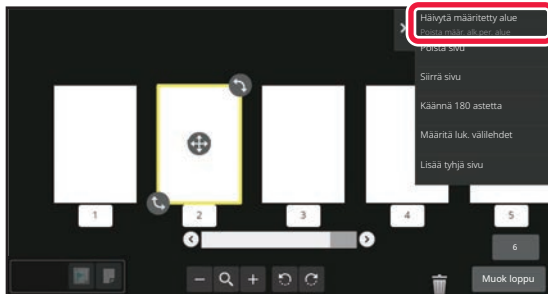 Häivytä määritetty alue
Poista määr. alk.per. alue
Poista sivu
Siirrä sivu
Käännä 180 astetta
Määritä luk. välilehdet
Lisää tyhjä sivu
1
2
3
4
5
6
Muok loppu